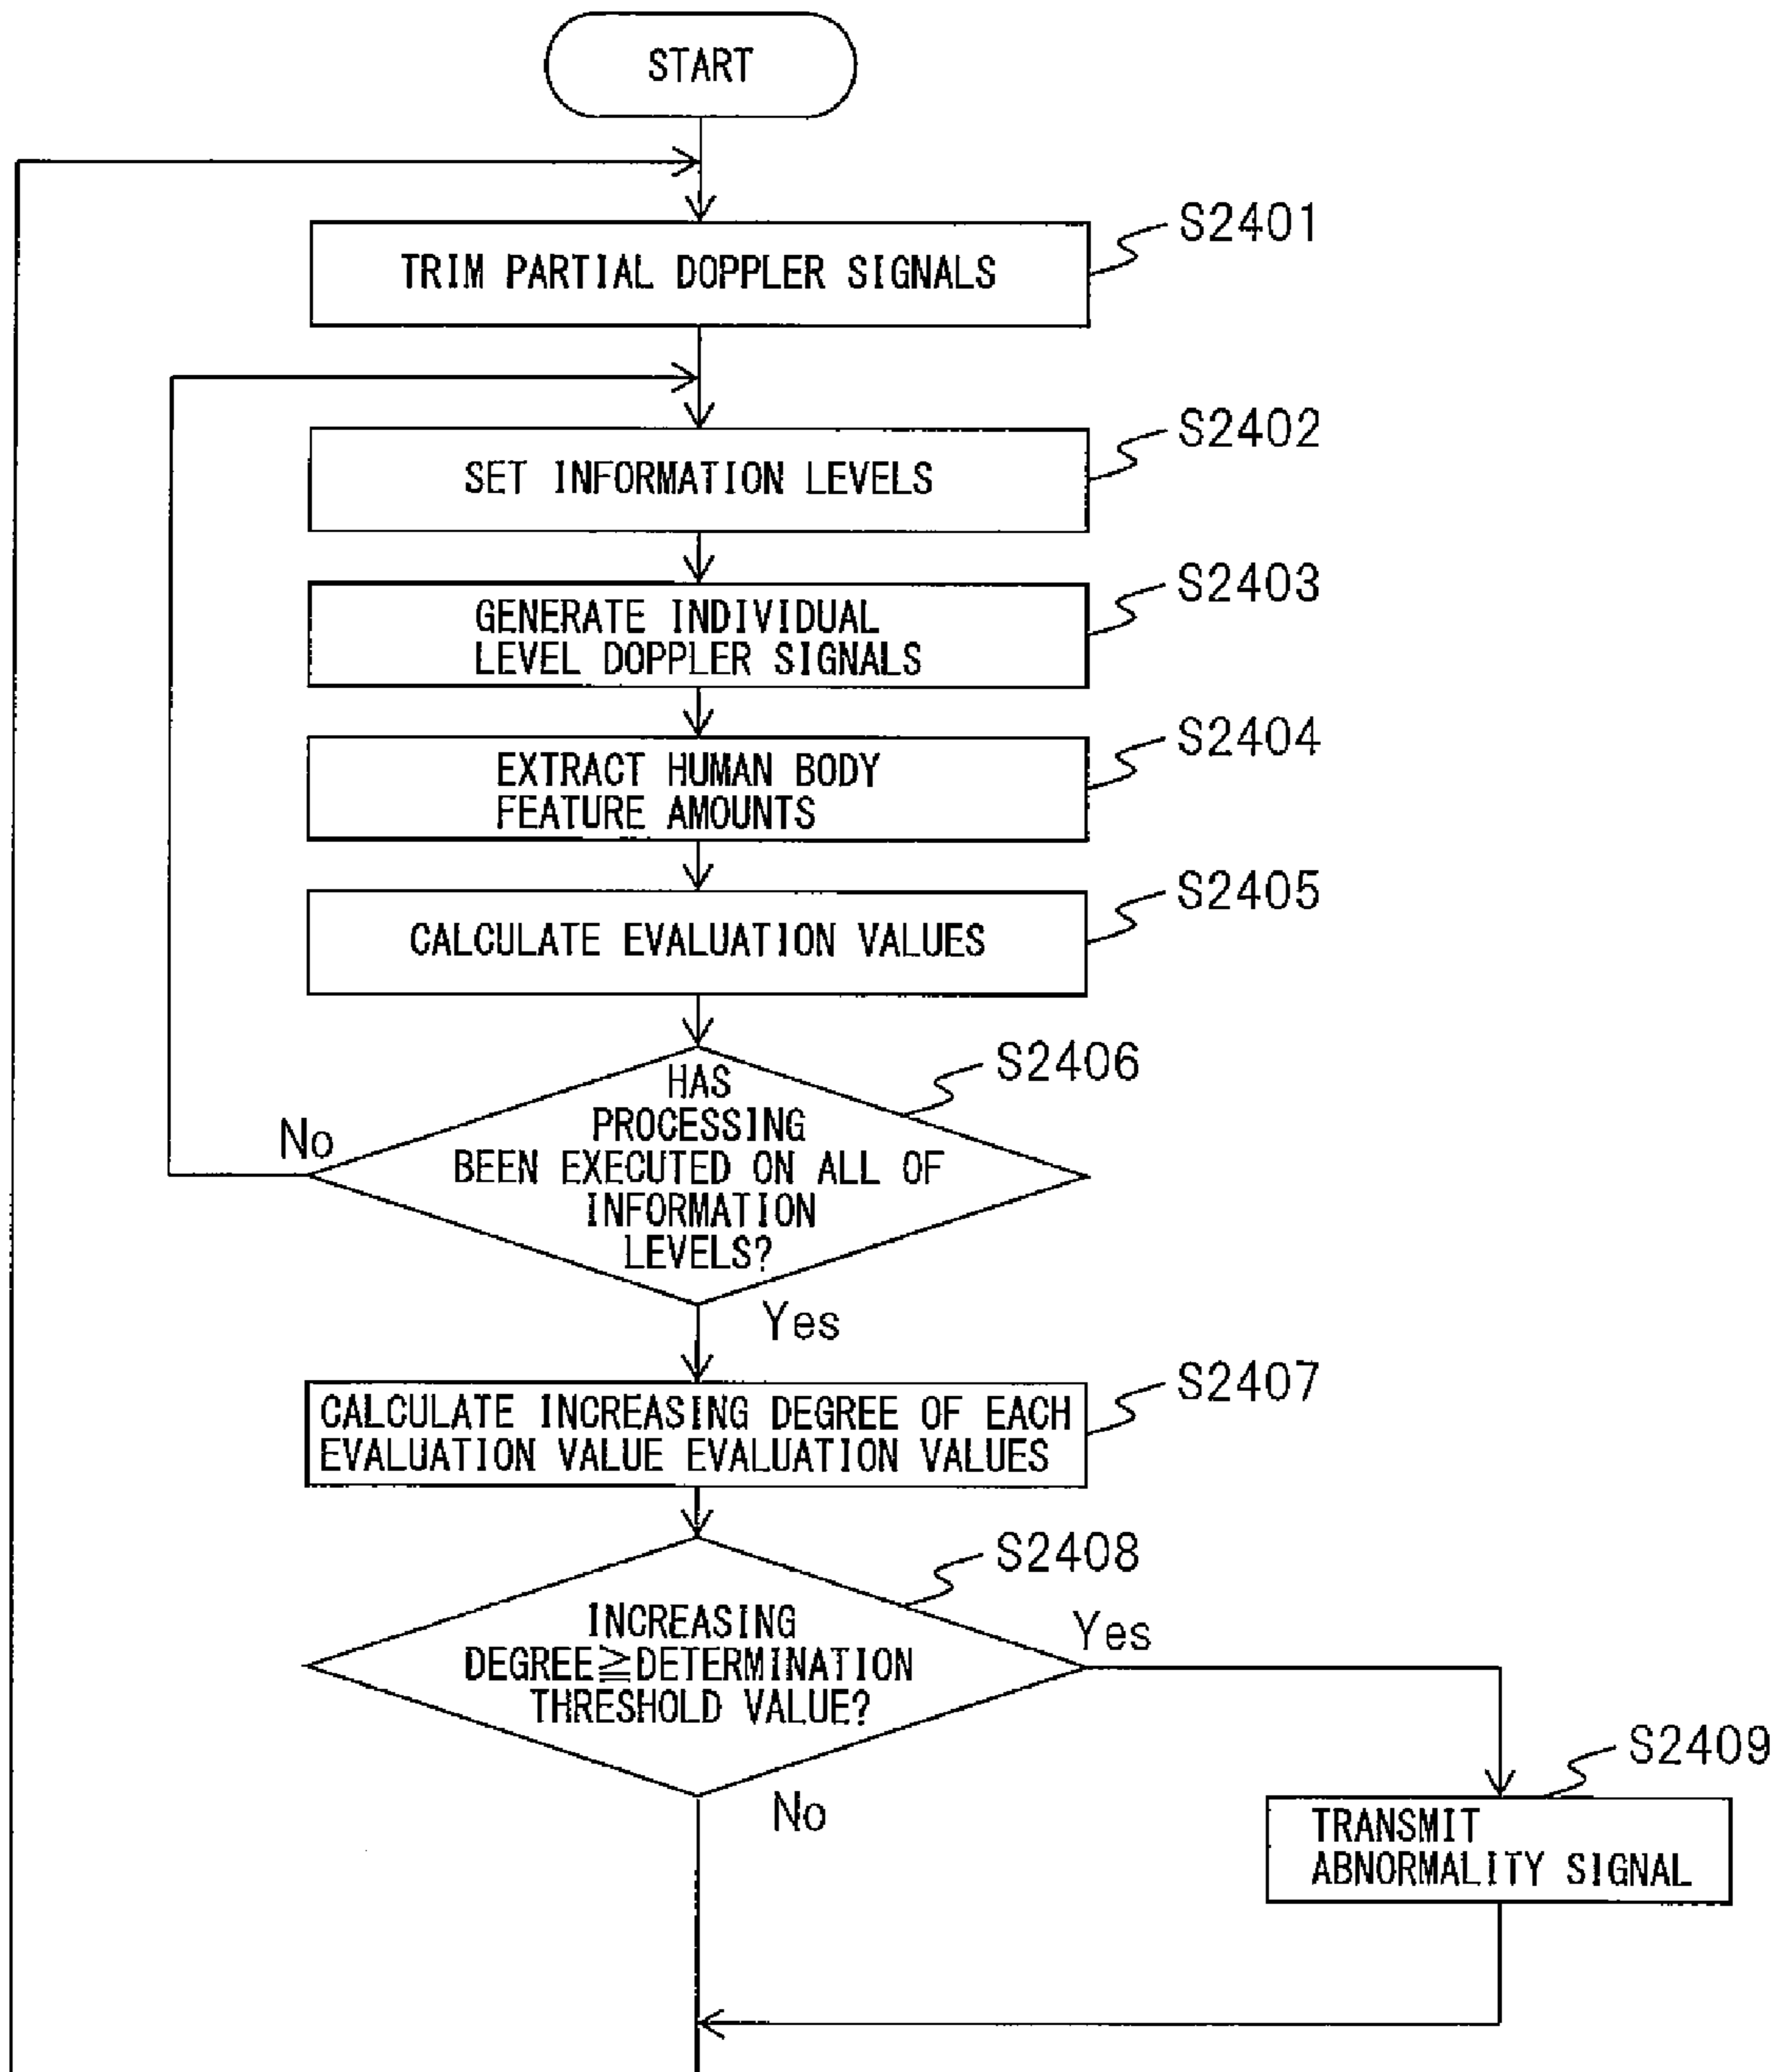 START
S2401
TRIM PARTIAL DOPPLER SIGNALS
S2402
SET INFORMATION LEVELS
S2403
GENERATE INDIVIDUAL
LEVEL DOPPLER SIGNALS
S2404
EXTRACT HUMAN BODY
FEATURE AMOUNTS
S2405
CALCULATE EVALUATION VALUES
S2406
HAS
PROCESSING
BEEN EXECUTED ON ALL OF
INFORMATION
LEVELS?
No
Yes
S2407
CALCULATE INCREASING DEGREE OF EACH
EVALUATION VALUE EVALUATION VALUES
S2408
INCREASING
DEGREE≧DETERMINATION
THRESHOLD VALUE?
Yes
No
S2409
TRANSMIT
ABNORMALITY SIGNAL